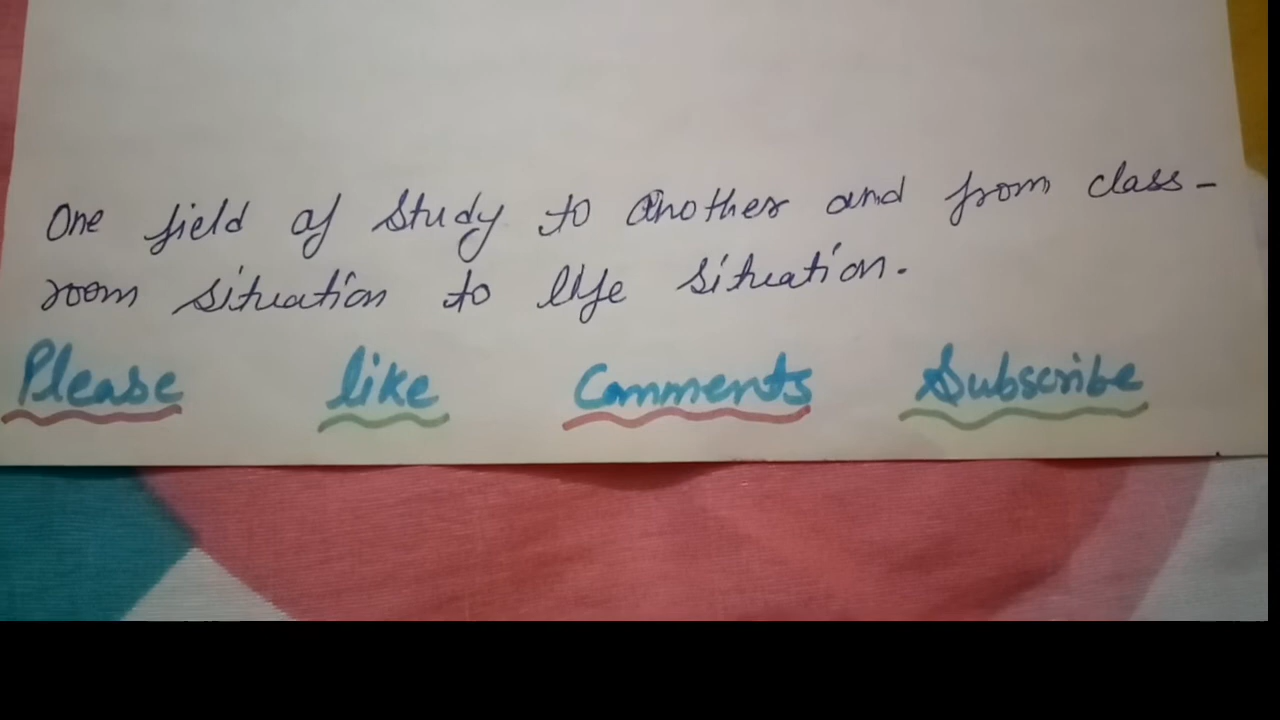 One field of Study to another and from class-
room situation to life situation.
Please like Comments Subscribe